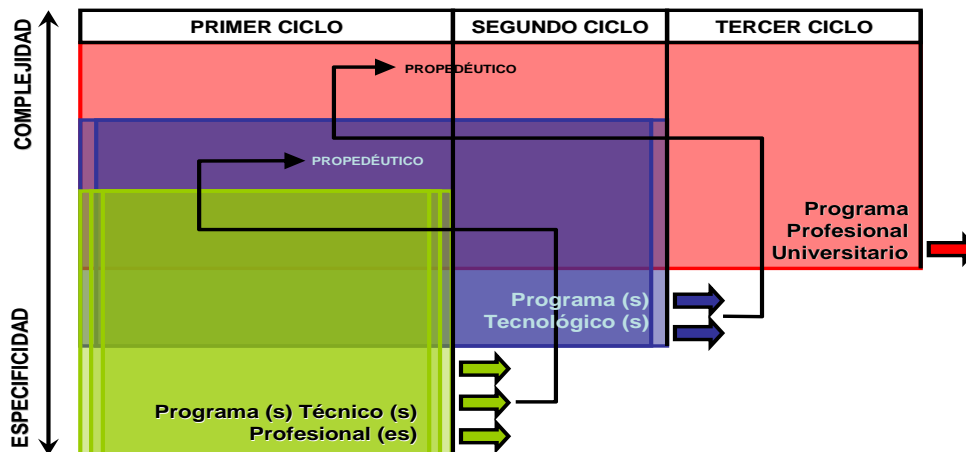 PRIMER CICLO
SEGUNDO CICLO
TERCER CICLO
COMPLEJIDAD
ESPECIFICIDAD
PROPEDÉUTICO
PROPEDÉUTICO
Programa
Profesional
Universitario
Programa (s)
Tecnológico (s)
Programa (s) Técnico (s)
Profesional (es)